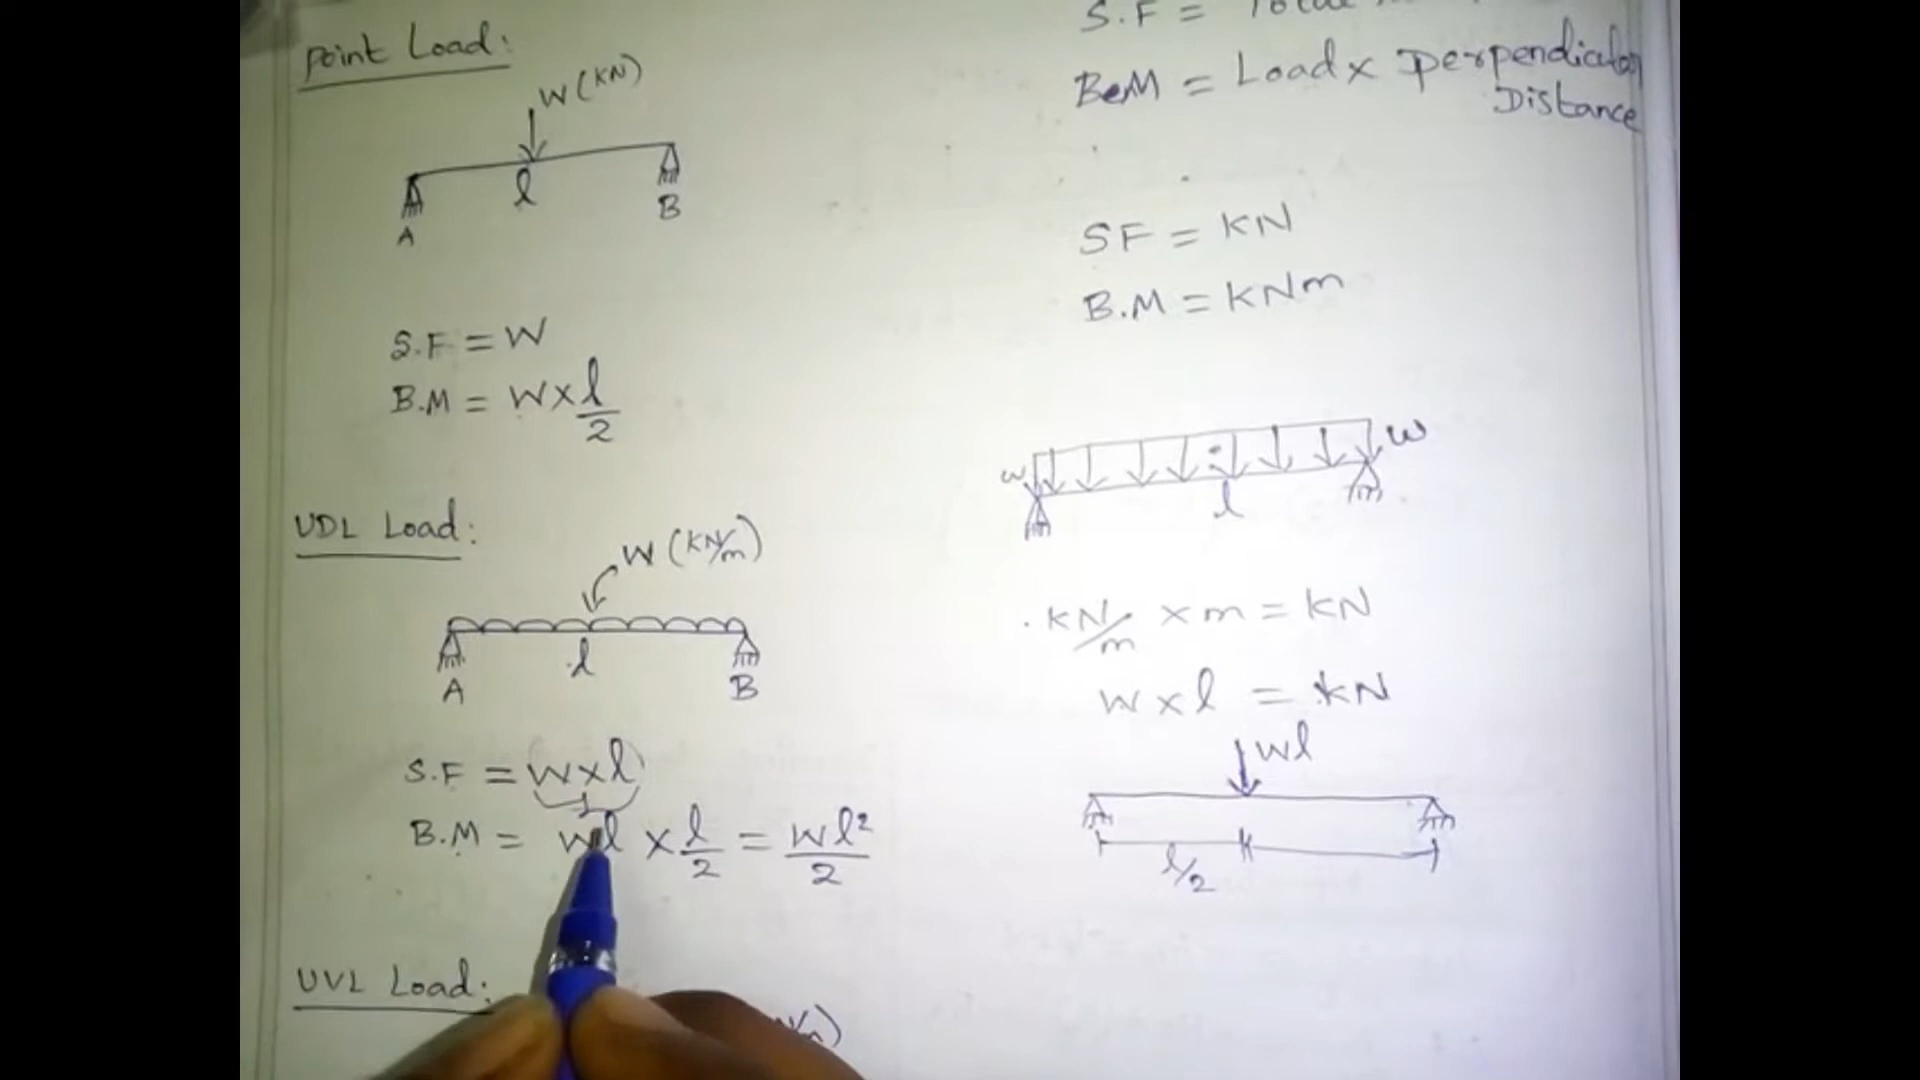 Point Load:
W (KN)
l
A
B
S.F = W
B.M = W x l/2
UDL Load:
W (KN/m)
l
A
B
S.F = W x l
B.M = wl x l/2 = wl²/2
UVL Load:
S.F =
B.M = Load x Perpendicular
Distance
SF = KN
B.M = KNm
w
w
l
KN/m x m = KN
w x l = KN
wl
l/2